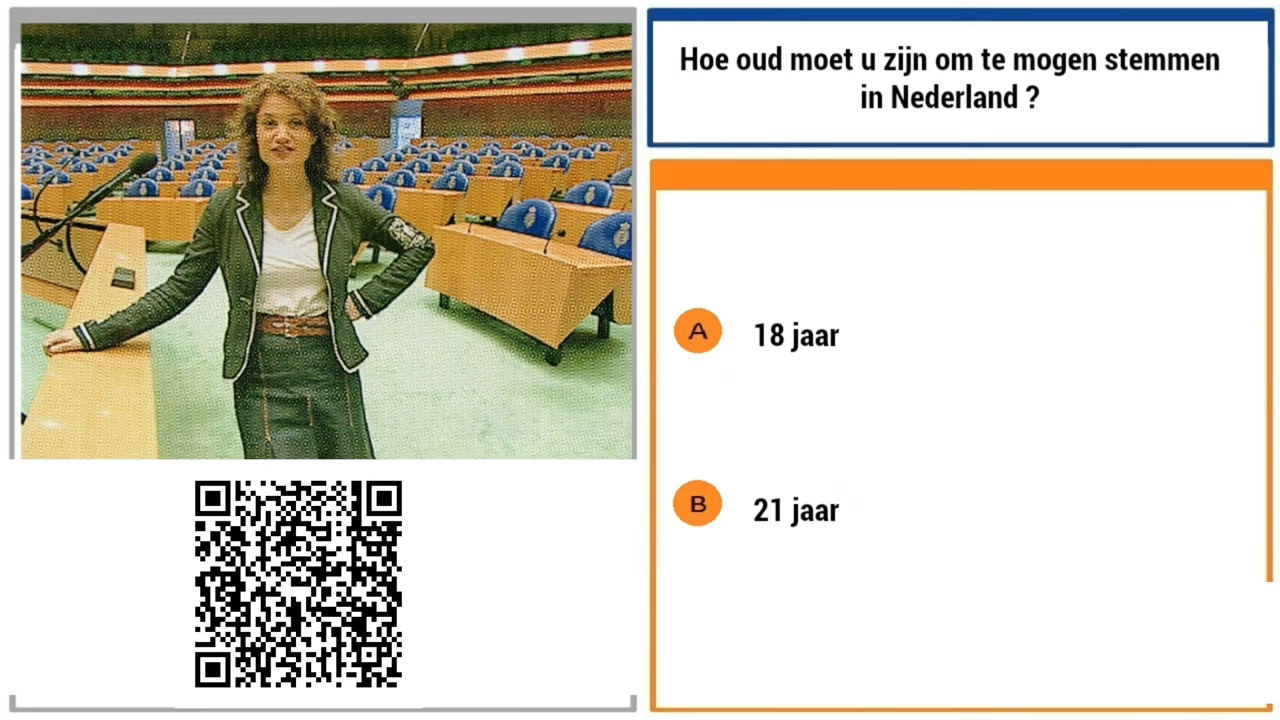 Hoe oud moet u zijn om te mogen stemmen
in Nederland ?
A 18 jaar
B 21 jaar